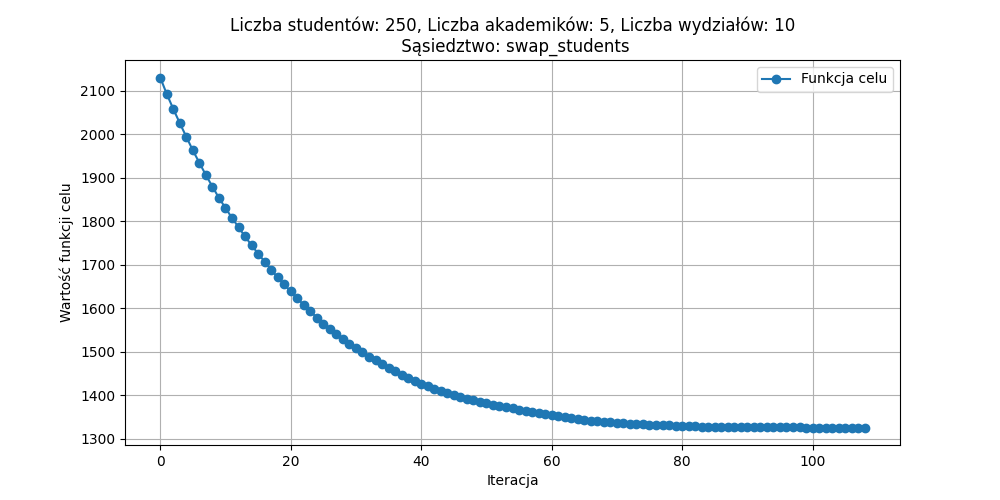 Liczba studentów: 250, Liczba akademików: 5, Liczba wydziałów: 10
Sąsiedztwo: swap_students
Funkcja celu
Wartość funkcji celu
2100
2000
1900
1800
1700
1600
1500
1400
1300
0 20 40 60 80 100
Iteracja